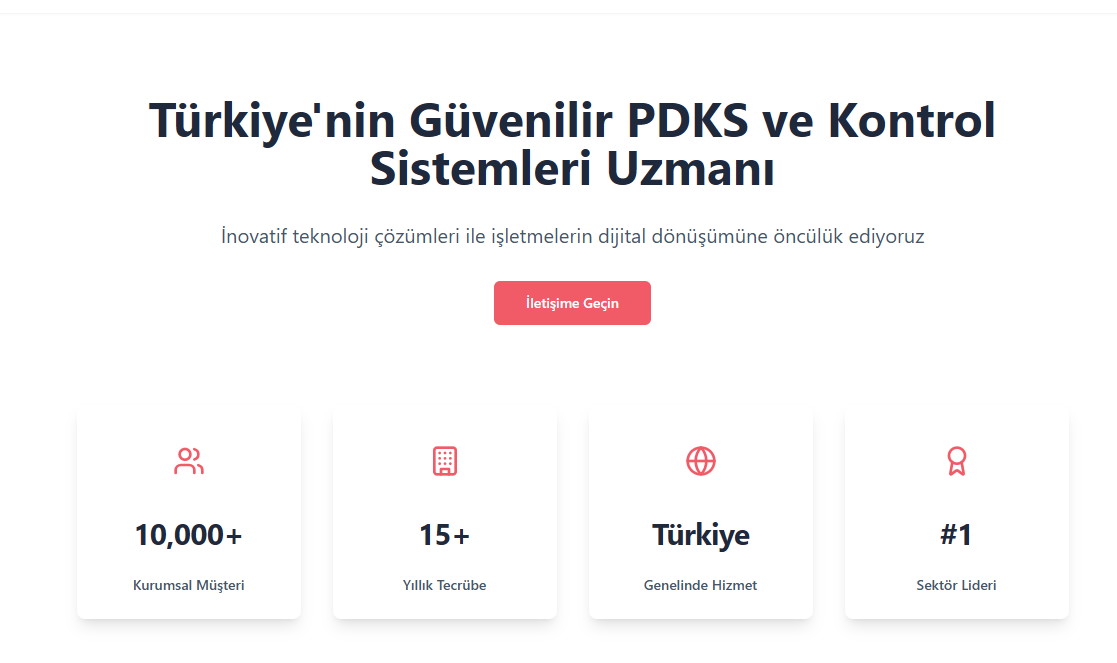 Türkiye'nin Güvenilir PDKS ve Kontrol
Sistemleri Uzmanı
İnovatif teknoloji çözümleri ile işletmelerin dijital dönüşümüne öncülük ediyoruz
İletişime Geçin
10,000+
Kurumsal Müşteri
15+
Yıllık Tecrübe
Türkiye
Genelinde Hizmet
#1
Sektör Lideri